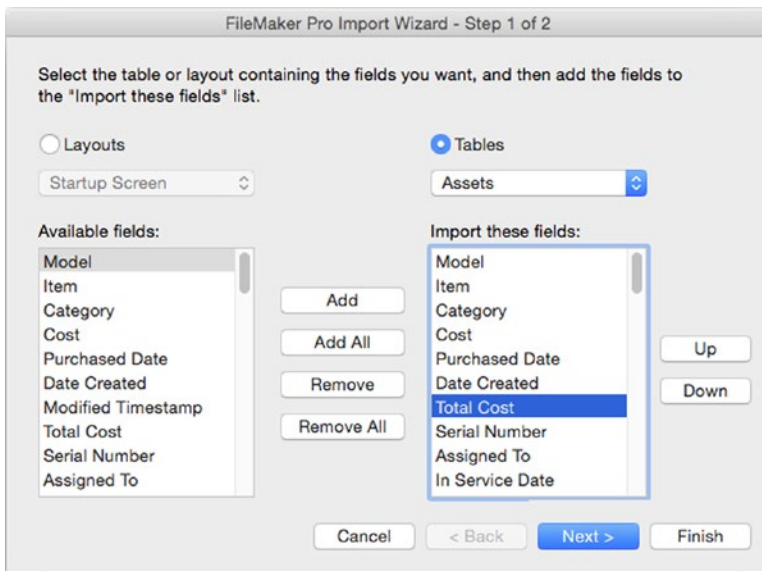 FileMaker Pro Import Wizard - Step 1 of 2
Select the table or layout containing the fields you want, and then add the fields to
the "Import these fields" list.
Layouts
Tables
Startup Screen
Assets
Available fields:
Import these fields:
Model
Item
Category
Cost
Purchased Date
Date Created
Modified Timestamp
Total Cost
Serial Number
Assigned To
Add
Add All
Remove
Remove All
Model
Item
Category
Cost
Purchased Date
Date Created
Total Cost
Serial Number
Assigned To
In Service Date
Up
Down
Cancel
< Back
Next >
Finish